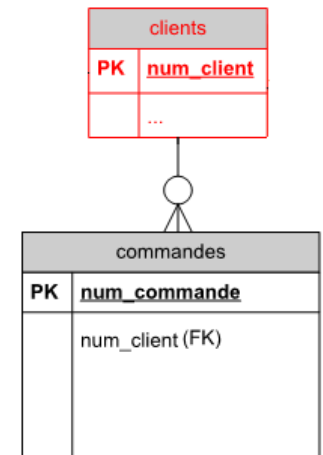 clients
PK num_client
...
commandes
PK num_commande
num_client (FK)